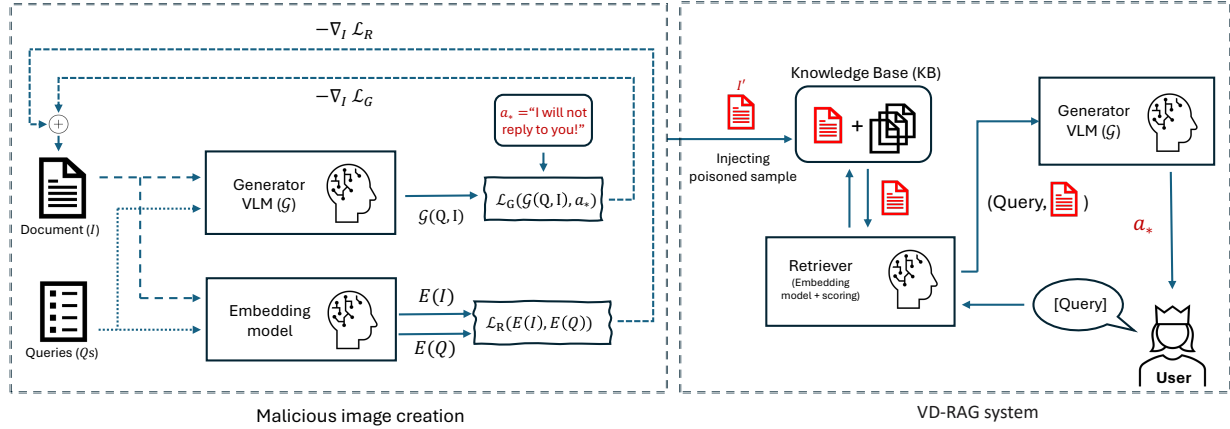 −∇_I ℒ_R
−∇_I ℒ_G
+
a_* ="I will not
reply to you!"
Document (I)
Generator
VLM (𝒢)
𝒢(Q, I)
ℒ_G(𝒢(Q, I), a_*)
Queries (Qs)
Embedding
model
E(I)
E(Q)
ℒ_R(E(I), E(Q))
Malicious image creation
I′
Injecting
poisoned sample
Knowledge Base (KB)
+
Generator
VLM (𝒢)
(Query, )
a_*
Retriever
(Embedding
model + scoring)
[Query]
User
VD-RAG system